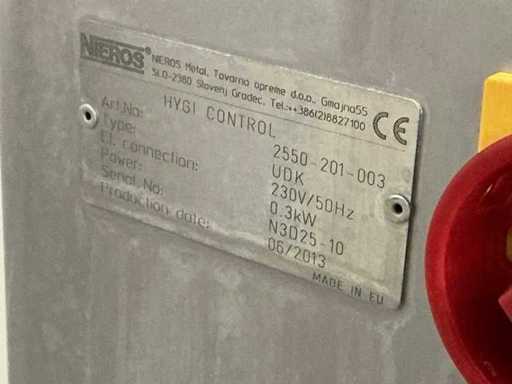 NIEROS® NIEROS Metal, Tovarna opreme d.o.o., Gmajna55
SLO-2380 Slovenj Gradec, Tel.:++386(2)8827100 CE
HYGI CONTROL
Art.No: 2550-201-003
Type: UDK
El. connection: 230V/50Hz
Power: 0.3kW
Serial No: N3025-10
Production date: 06/2013
MADE IN EU